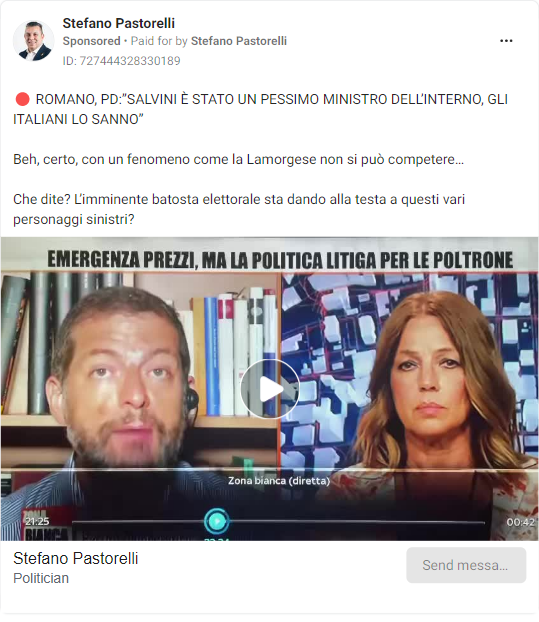 Stefano Pastorelli
Sponsored • Paid for by Stefano Pastorelli
ID: 727444328330189
🔴 ROMANO, PD:"SALVINI È STATO UN PESSIMO MINISTRO DELL'INTERNO, GLI
ITALIANI LO SANNO"
Beh, certo, con un fenomeno come la Lamorgese non si può competere...
Che dite? L'imminente batosta elettorale sta dando alla testa a questi vari
personaggi sinistri?
EMERGENZA PREZZI, MA LA POLITICA LITIGA PER LE POLTRONE
Zona bianca (diretta)
21:25
00:42
ZONA
BIANCA
Stefano Pastorelli
Politician
Send messa...